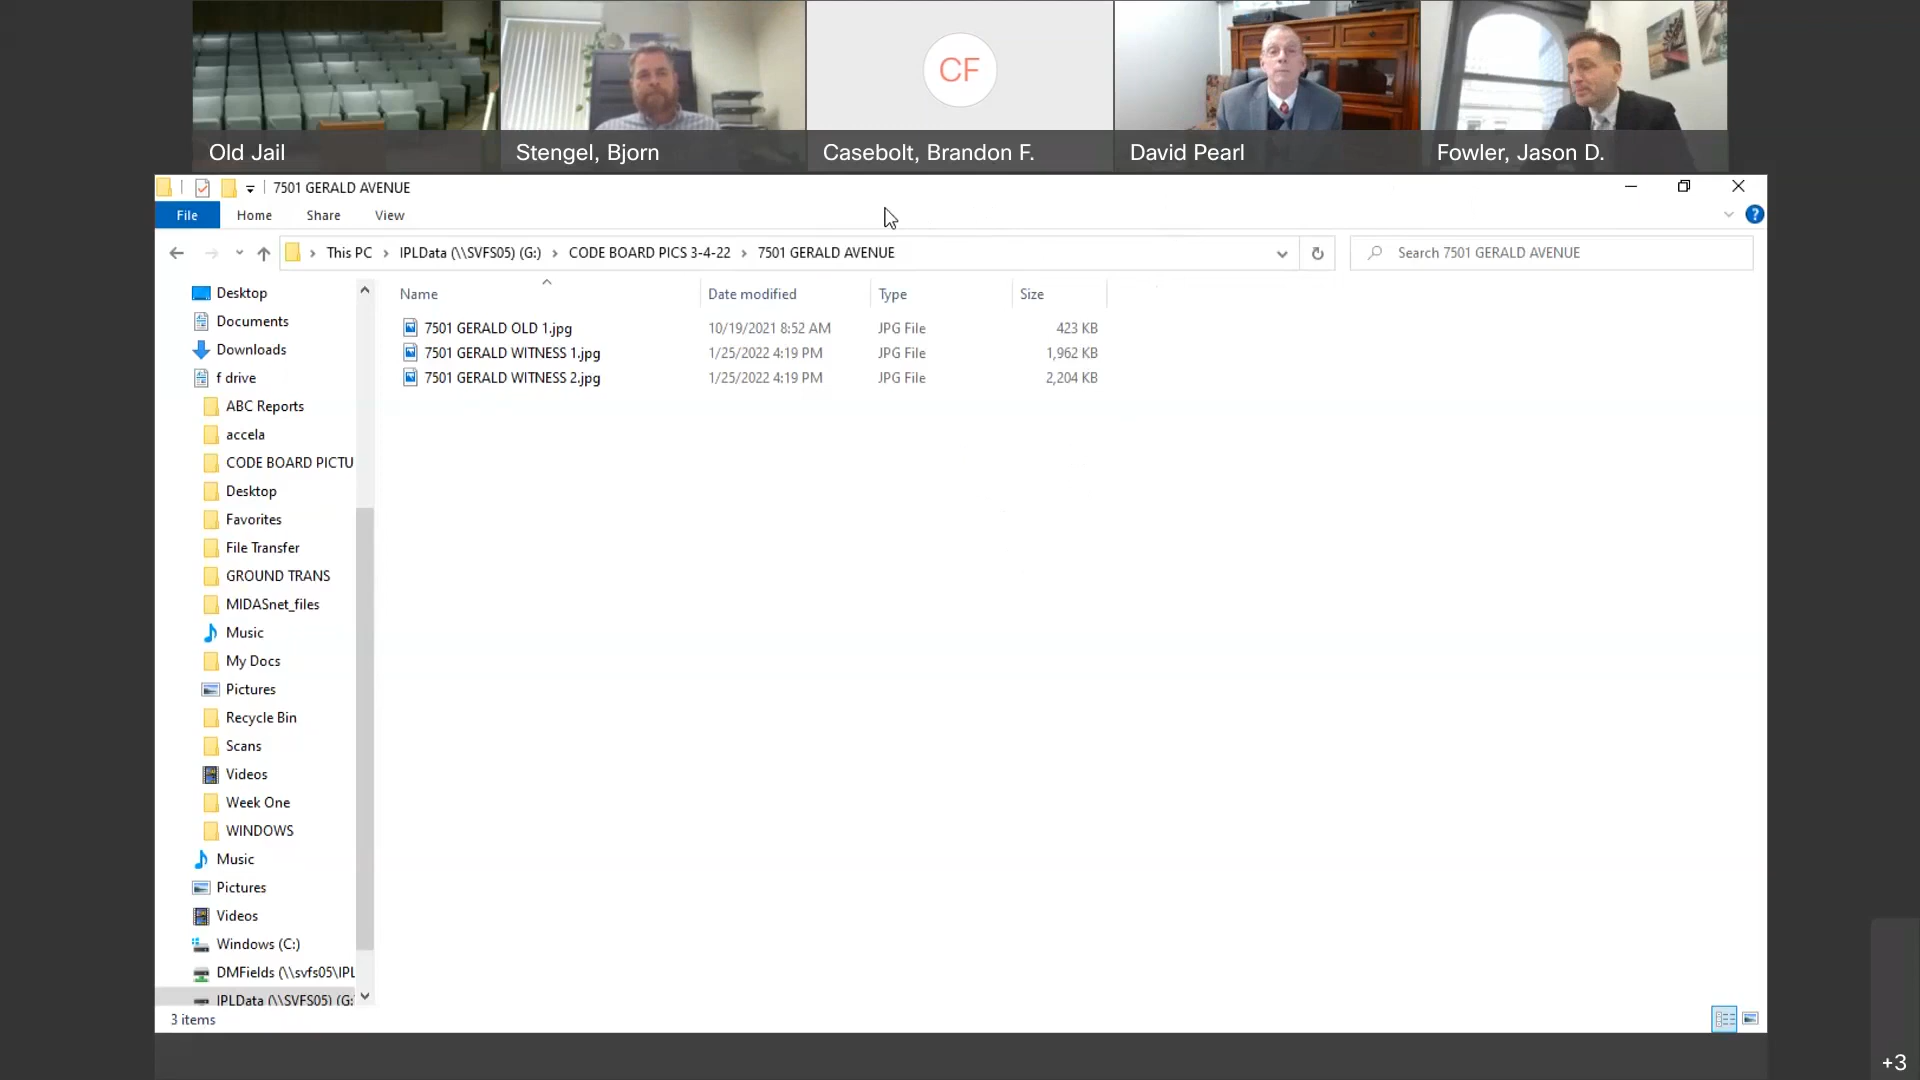 CF
Old Jail
Stengel, Bjorn
Casebolt, Brandon F.
David Pearl
Fowler, Jason D.
7501 GERALD AVENUE
File Home Share View
This PC > IPLData (\\SVFS05) (G:) > CODE BOARD PICS 3-4-22 > 7501 GERALD AVENUE
Search 7501 GERALD AVENUE
Name Date modified Type Size
7501 GERALD OLD 1.jpg 10/19/2021 8:52 AM JPG File 423 KB
7501 GERALD WITNESS 1.jpg 1/25/2022 4:19 PM JPG File 1,962 KB
7501 GERALD WITNESS 2.jpg 1/25/2022 4:19 PM JPG File 2,204 KB
Desktop
Documents
Downloads
f drive
ABC Reports
accela
CODE BOARD PICTU
Desktop
Favorites
File Transfer
GROUND TRANS
MIDASnet_files
Music
My Docs
Pictures
Recycle Bin
Scans
Videos
Week One
WINDOWS
Music
Pictures
Videos
Windows (C:)
DMFields (\\svfs05\IPL
IPLData (\\SVFS05) (G:
3 items
+3